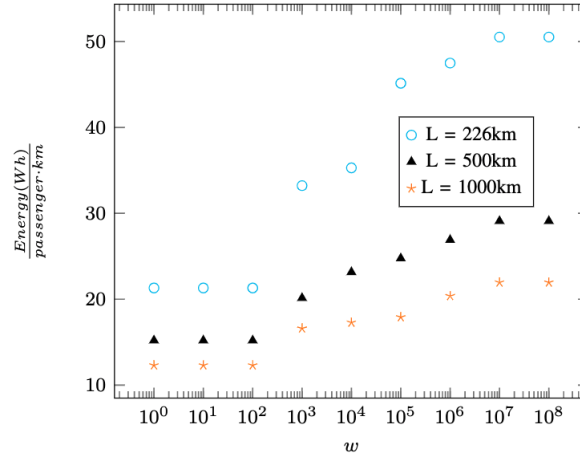 50
40
30
20
10
Energy(Wh)
passenger·km
L = 226km
L = 500km
L = 1000km
10^0 10^1 10^2 10^3 10^4 10^5 10^6 10^7 10^8
w